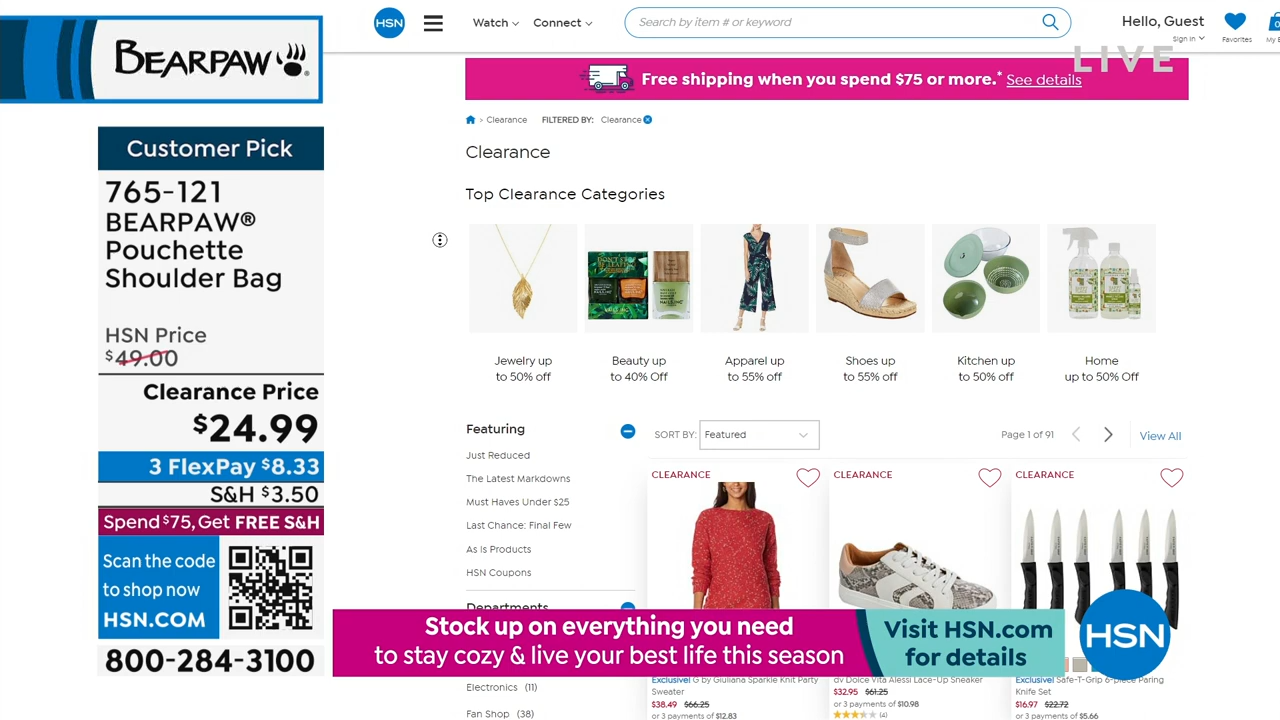 BEARPAW®
Customer Pick
765-121
BEARPAW®
Pouchette
Shoulder Bag
HSN Price
$49.00
Clearance Price
$24.99
3 FlexPay $8.33
S&H $3.50
Spend $75, Get FREE S&H
Scan the code
to shop now
HSN.COM
800-284-3100
HSN
Watch
Connect
Search by item # or keyword
Hello, Guest
Sign In
Favorites
LIVE
Free shipping when you spend $75 or more.* See details
> Clearance FILTERED BY: Clearance
Clearance
Top Clearance Categories
Jewelry up
to 50% off
Beauty up
to 40% Off
Apparel up
to 55% off
Shoes up
to 55% off
Kitchen up
to 50% off
Home
up to 50% Off
Featuring
Just Reduced
The Latest Markdowns
Must Haves Under $25
Last Chance: Final Few
As Is Products
HSN Coupons
Departments
Electronics (11)
Fan Shop (38)
SORT BY: Featured
Page 1 of 91
View All
CLEARANCE
CLEARANCE
CLEARANCE
Stock up on everything you need
to stay cozy & live your best life this season
Visit HSN.com
for details
HSN
Exclusive! G by Giuliana Sparkle Knit Party
Sweater
$38.49 $66.25
or 3 payments of $12.83
dv Dolce Vita Alessi Lace-Up Sneaker
$32.95 $61.25
or 3 payments of $10.98
(4)
Exclusive! Safe-T-Grip 6-piece Paring
Knife Set
$16.97 $22.72
or 3 payments of $5.66